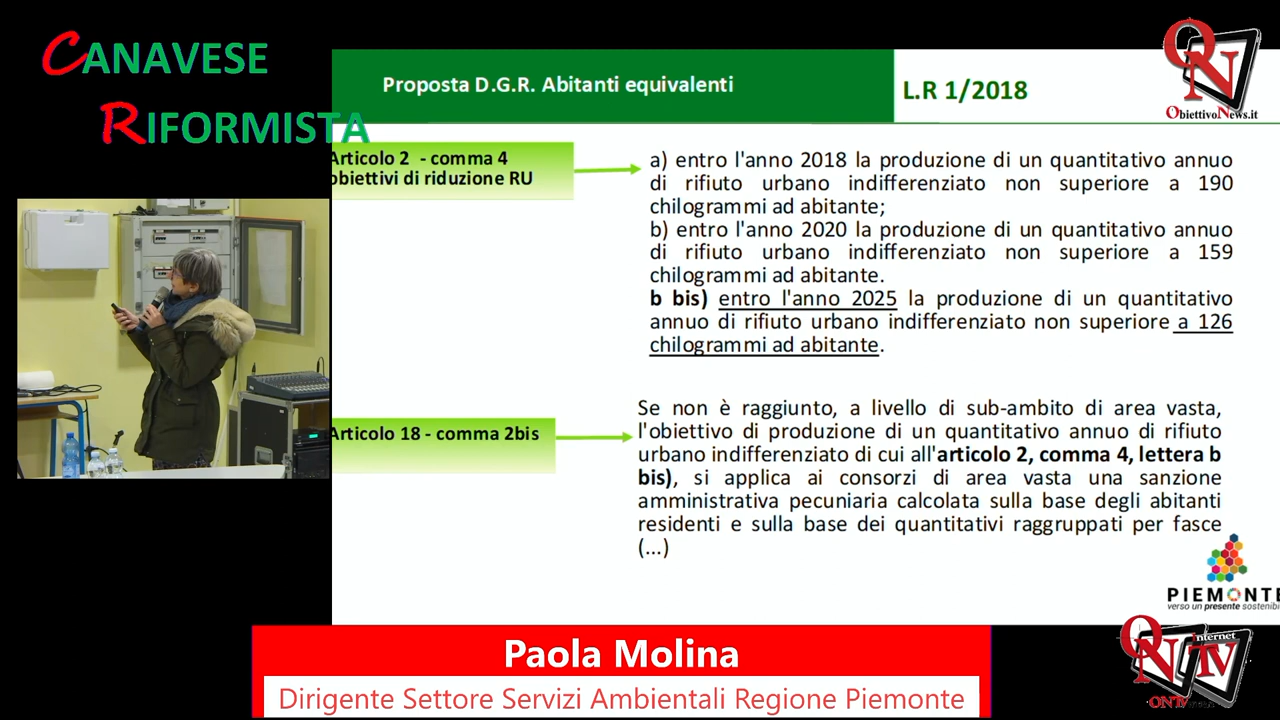 CANAVESE
RIFORMISTA
Proposta D.G.R. Abitanti equivalenti
L.R 1/2018
QN
ObiettivoNews.it
Articolo 2 - comma 4
obiettivi di riduzione RU
a) entro l'anno 2018 la produzione di un quantitativo annuo
di rifiuto urbano indifferenziato non superiore a 190
chilogrammi ad abitante;
b) entro l'anno 2020 la produzione di un quantitativo annuo
di rifiuto urbano indifferenziato non superiore a 159
chilogrammi ad abitante.
b bis) entro l'anno 2025 la produzione di un quantitativo
annuo di rifiuto urbano indifferenziato non superiore a 126
chilogrammi ad abitante.
Articolo 18 - comma 2bis
Se non è raggiunto, a livello di sub-ambito di area vasta,
l'obiettivo di produzione di un quantitativo annuo di rifiuto
urbano indifferenziato di cui all'articolo 2, comma 4, lettera b
bis), si applica ai consorzi di area vasta una sanzione
amministrativa pecuniaria calcolata sulla base degli abitanti
residenti e sulla base dei quantitativi raggruppati per fasce
(...)
PIEMONTE
verso un presente sostenibil
Paola Molina
Dirigente Settore Servizi Ambientali Regione Piemonte
internet
QN TV